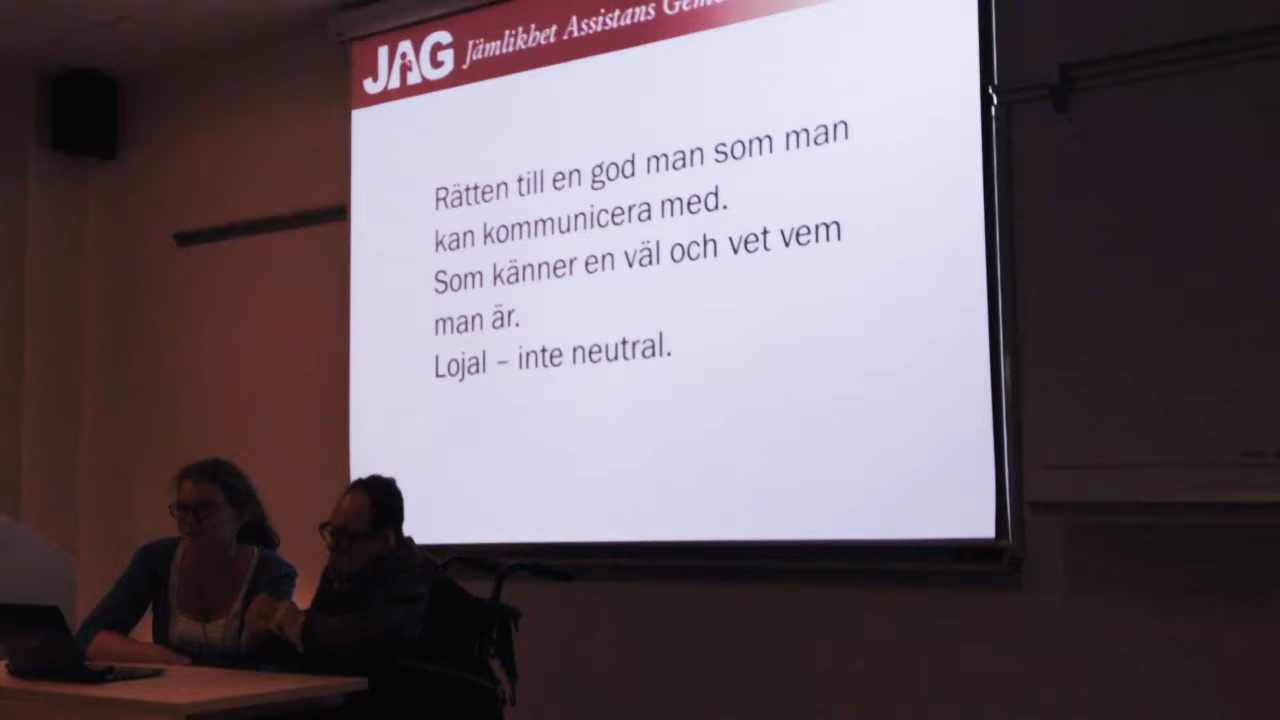 JAG Jämlikhet Assistans
Rätten till en god man som man
kan kommunicera med.
Som känner en väl och vet vem
man är.
Lojal – inte neutral.